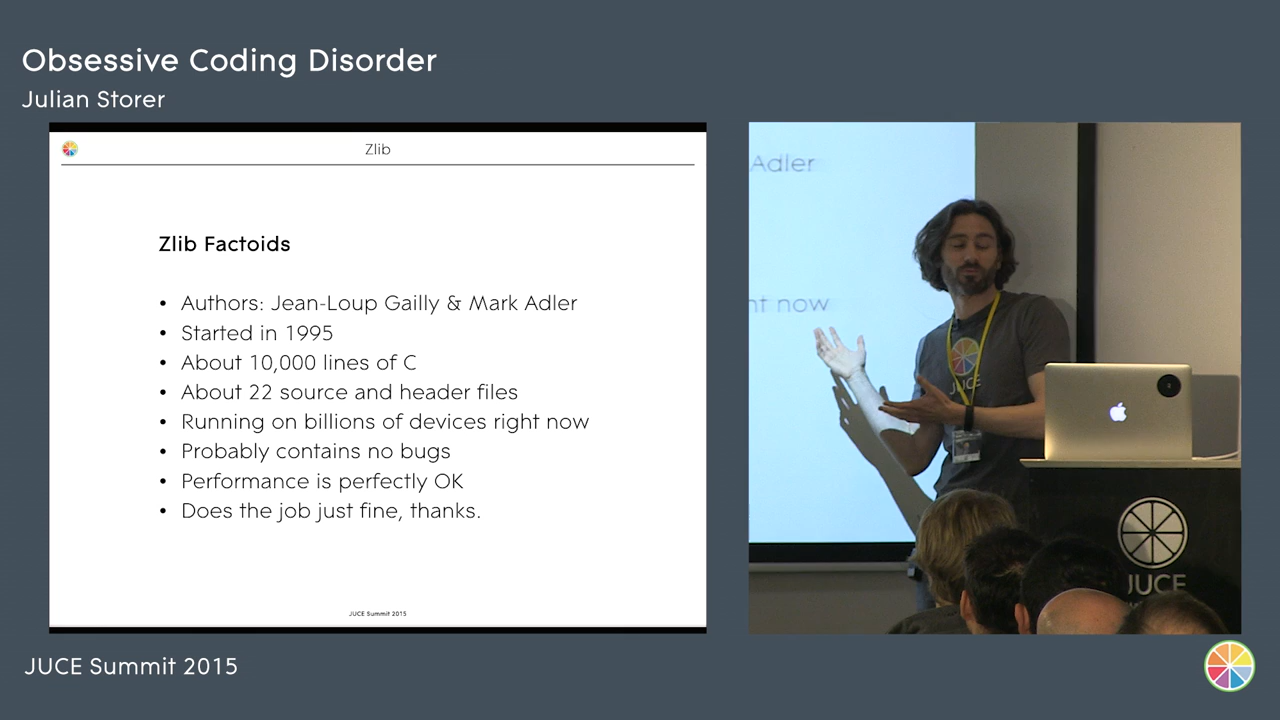 Obsessive Coding Disorder
Julian Storer
Zlib
Zlib Factoids
• Authors: Jean-Loup Gailly & Mark Adler
• Started in 1995
• About 10,000 lines of C
• About 22 source and header files
• Running on billions of devices right now
• Probably contains no bugs
• Performance is perfectly OK
• Does the job just fine, thanks.
JUCE Summit 2015
Adler
ht now
JUCE
JUCE
JUCE Summit 2015